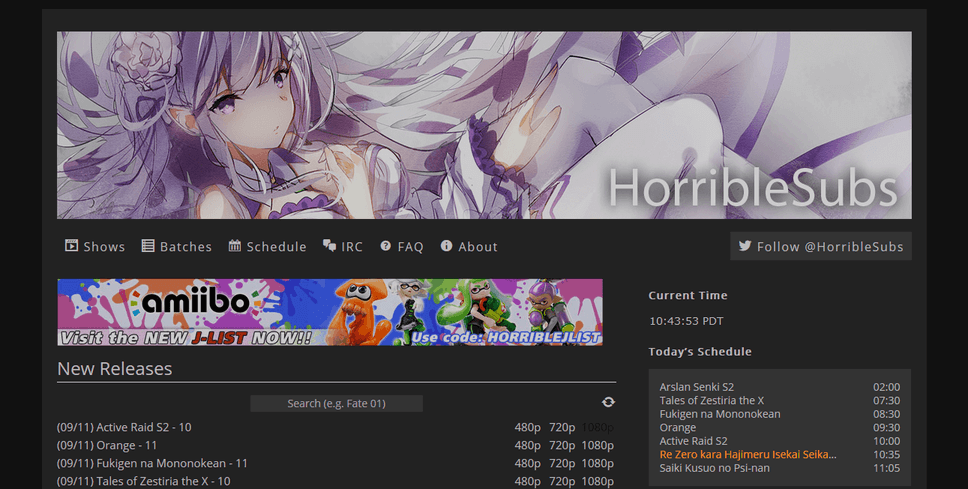 HorribleSubs
Shows Batches Schedule IRC FAQ About Follow @HorribleSubs
amiibo
Visit the NEW J-LIST NOW!! Use code: HORRIBLEJLIST
New Releases
Search (e.g. Fate 01)
(09/11) Active Raid S2 - 10 480p 720p 1080p
(09/11) Orange - 11 480p 720p 1080p
(09/11) Fukigen na Mononokean - 11 480p 720p 1080p
(09/11) Tales of Zestiria the X - 10 480p 720p 1080p
Current Time
10:43:53 PDT
Today's Schedule
Arslan Senki S2 02:00
Tales of Zestiria the X 07:30
Fukigen na Mononokean 08:30
Orange 09:30
Active Raid S2 10:00
Re Zero kara Hajimeru Isekai Seika... 10:35
Saiki Kusuo no Psi-nan 11:05